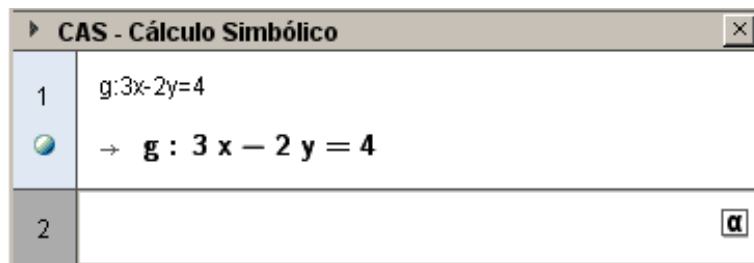 CAS - Cálculo Simbólico
1
g:3x-2y=4
→ g : 3 x – 2 y = 4
2
α